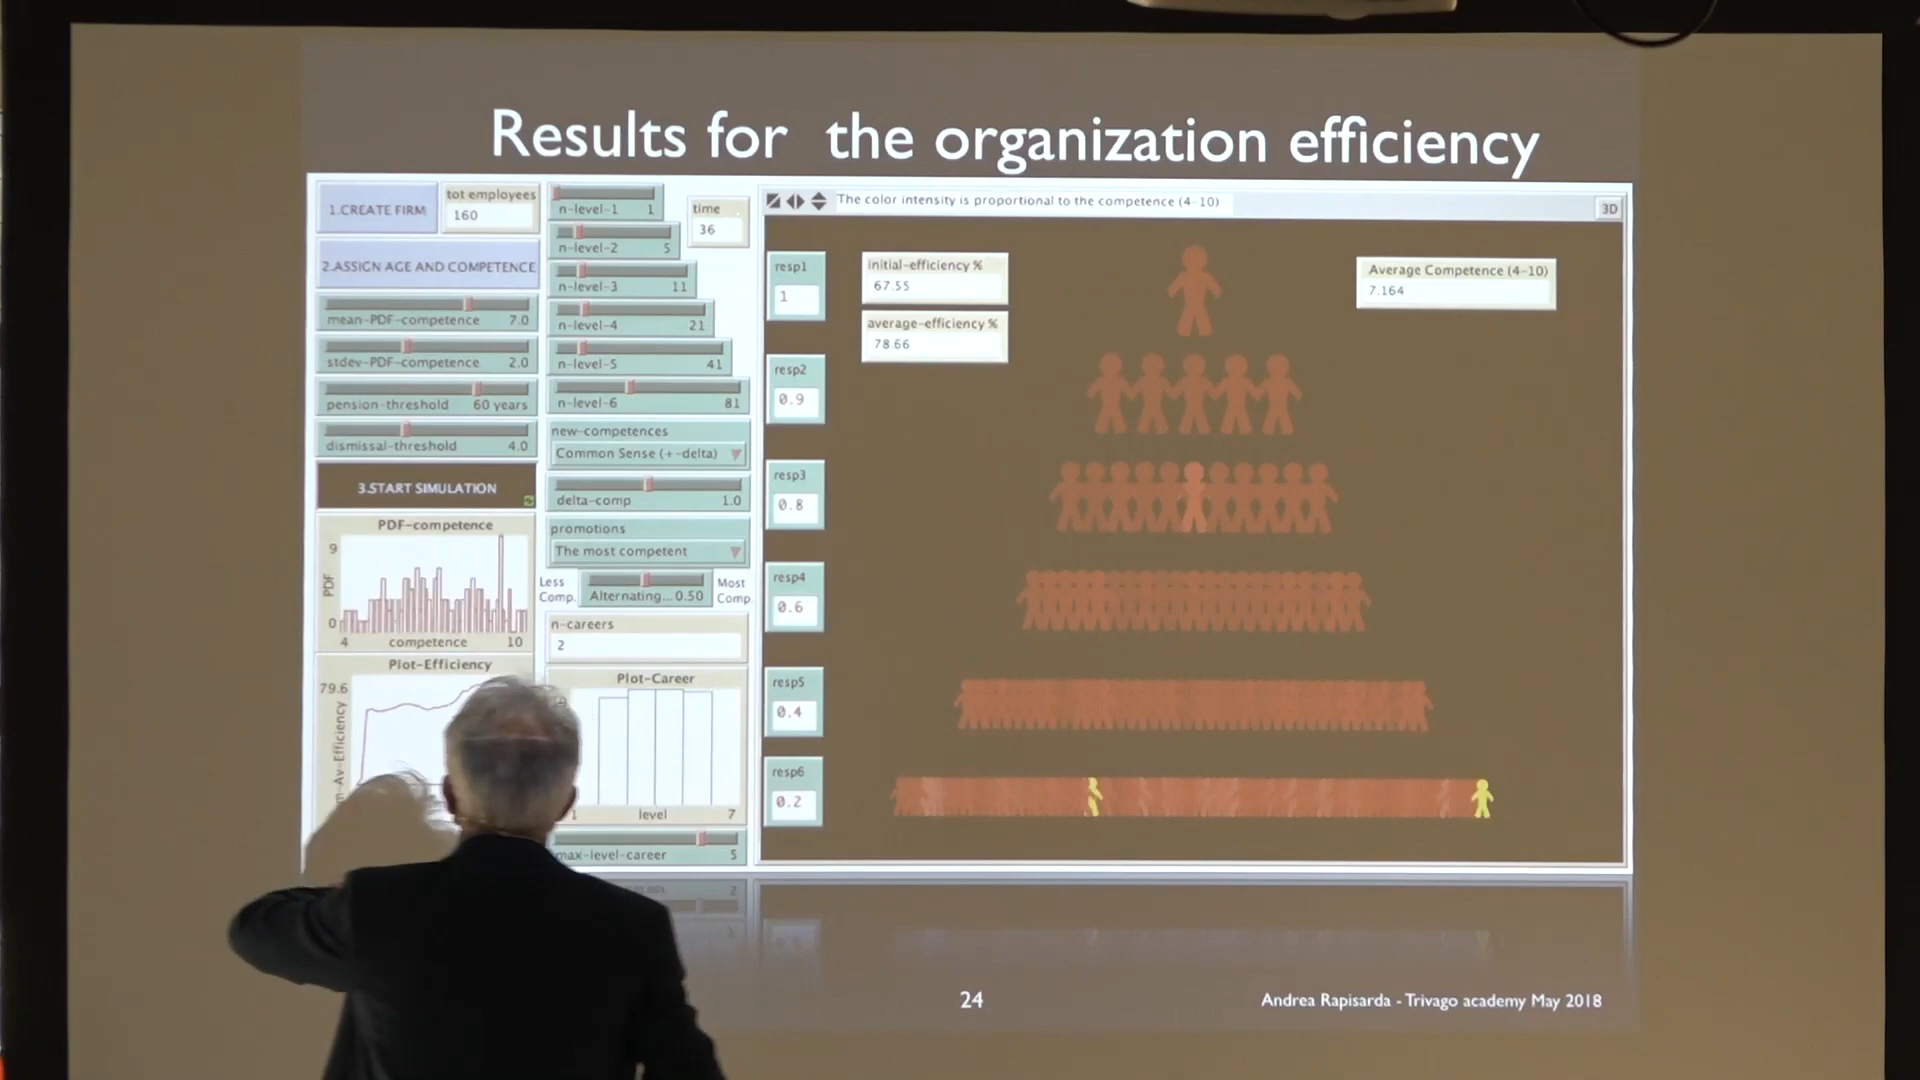 Results for the organization efficiency
1.CREATE FIRM
tot employees
160
2.ASSIGN AGE AND COMPETENCE
mean-PDF-competence 7.0
stdev-PDF-competence 2.0
pension-threshold 60 years
dismissal-threshold 4.0
3.START SIMULATION
PDF-competence
9
PDF
0
4 competence 10
Plot-Efficiency
79.6
m-Av-Efficiency
n-level-1 1
n-level-2 5
n-level-3 11
n-level-4 21
n-level-5 41
n-level-6 81
time
36
new-competences
Common Sense (+-delta)
delta-comp 1.0
promotions
The most competent
Less Comp.
Alternating... 0.50
Most Comp.
n-careers
2
Plot-Career
1 level 7
max-level-career 5
The color intensity is proportional to the competence (4-10)
3D
resp1
1
resp2
0.9
resp3
0.8
resp4
0.6
resp5
0.4
resp6
0.2
initial-efficiency %
67.55
average-efficiency %
78.66
Average Competence (4-10)
7.164
24
Andrea Rapisarda - Trivago academy May 2018